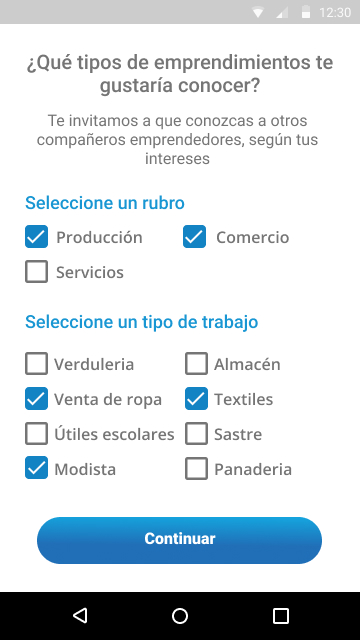 12:30
¿Qué tipos de emprendimientos te
gustaría conocer?
Te invitamos a que conozcas a otros
compañeros emprendedores, según tus
intereses
Seleccione un rubro
Producción Comercio
Servicios
Seleccione un tipo de trabajo
Verduleria Almacén
Venta de ropa Textiles
Útiles escolares Sastre
Modista Panaderia
Continuar